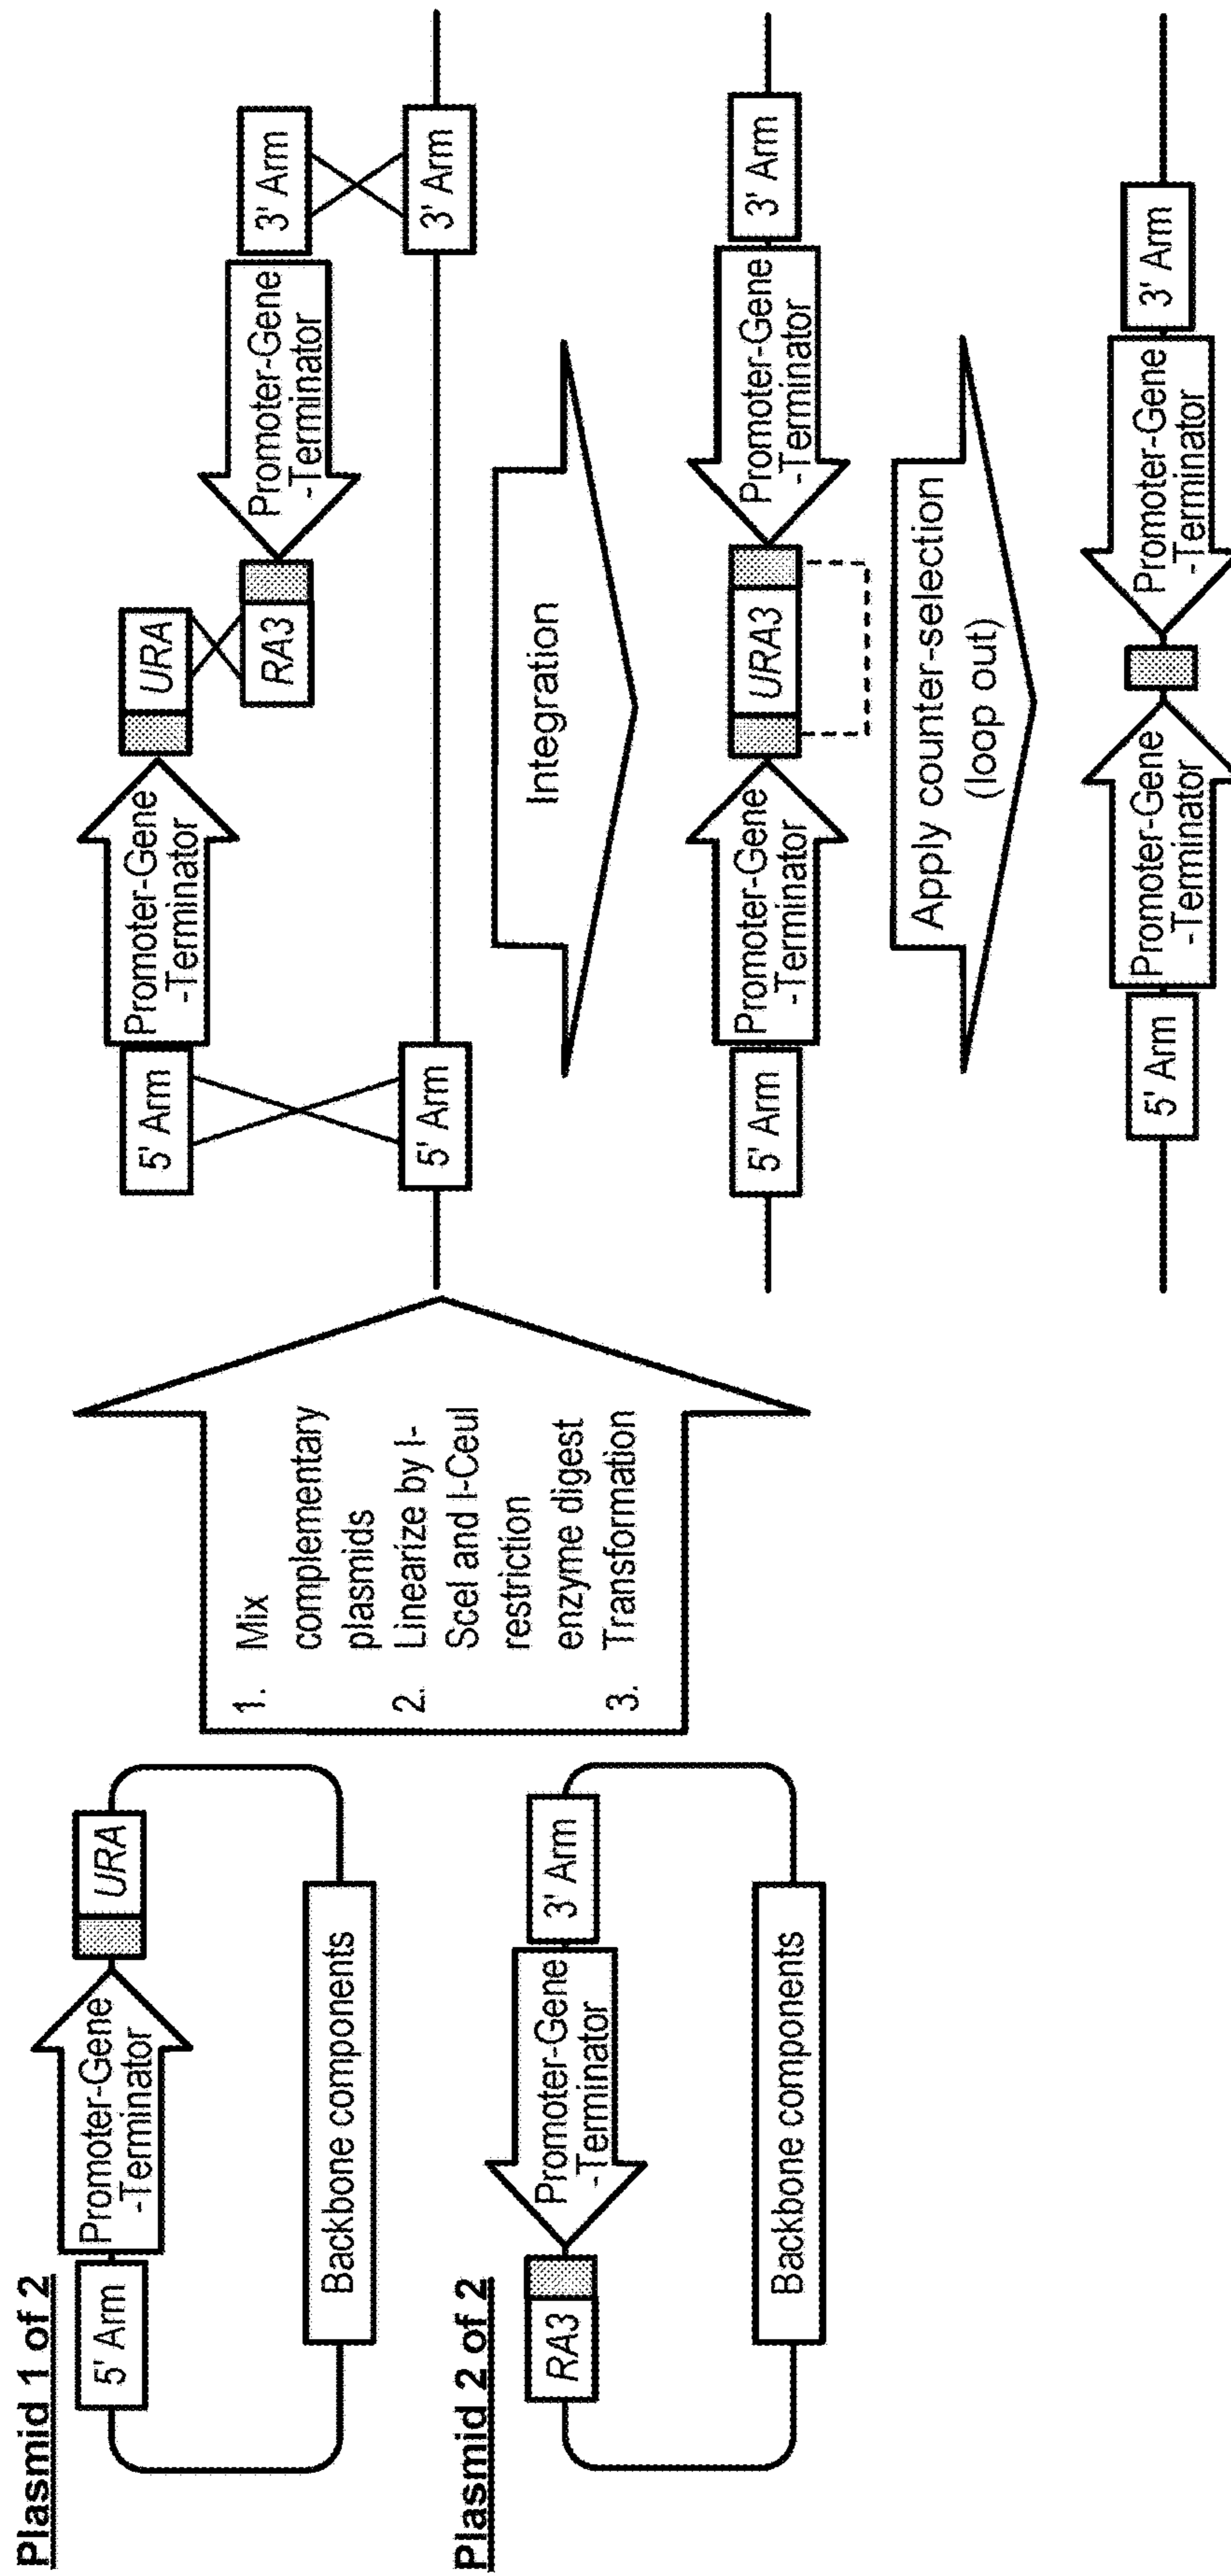 Plasmid 1 of 2
5' Arm
Promoter-Gene
-Terminator
URA
Backbone components
Plasmid 2 of 2
RA3
Promoter-Gene
-Terminator
3' Arm
Backbone components
1. Mix
complementary
plasmids
2. Linearize by I-
SceI and I-CeuI
restriction
enzyme digest
3. Transformation
5' Arm
Promoter-Gene
-Terminator
URA
RA3
Promoter-Gene
-Terminator
3' Arm
5' Arm
3' Arm
Integration
5' Arm
Promoter-Gene
-Terminator
URA3
Promoter-Gene
-Terminator
3' Arm
Apply counter-selection
(loop out)
5' Arm
Promoter-Gene
-Terminator
Promoter-Gene
-Terminator
3' Arm